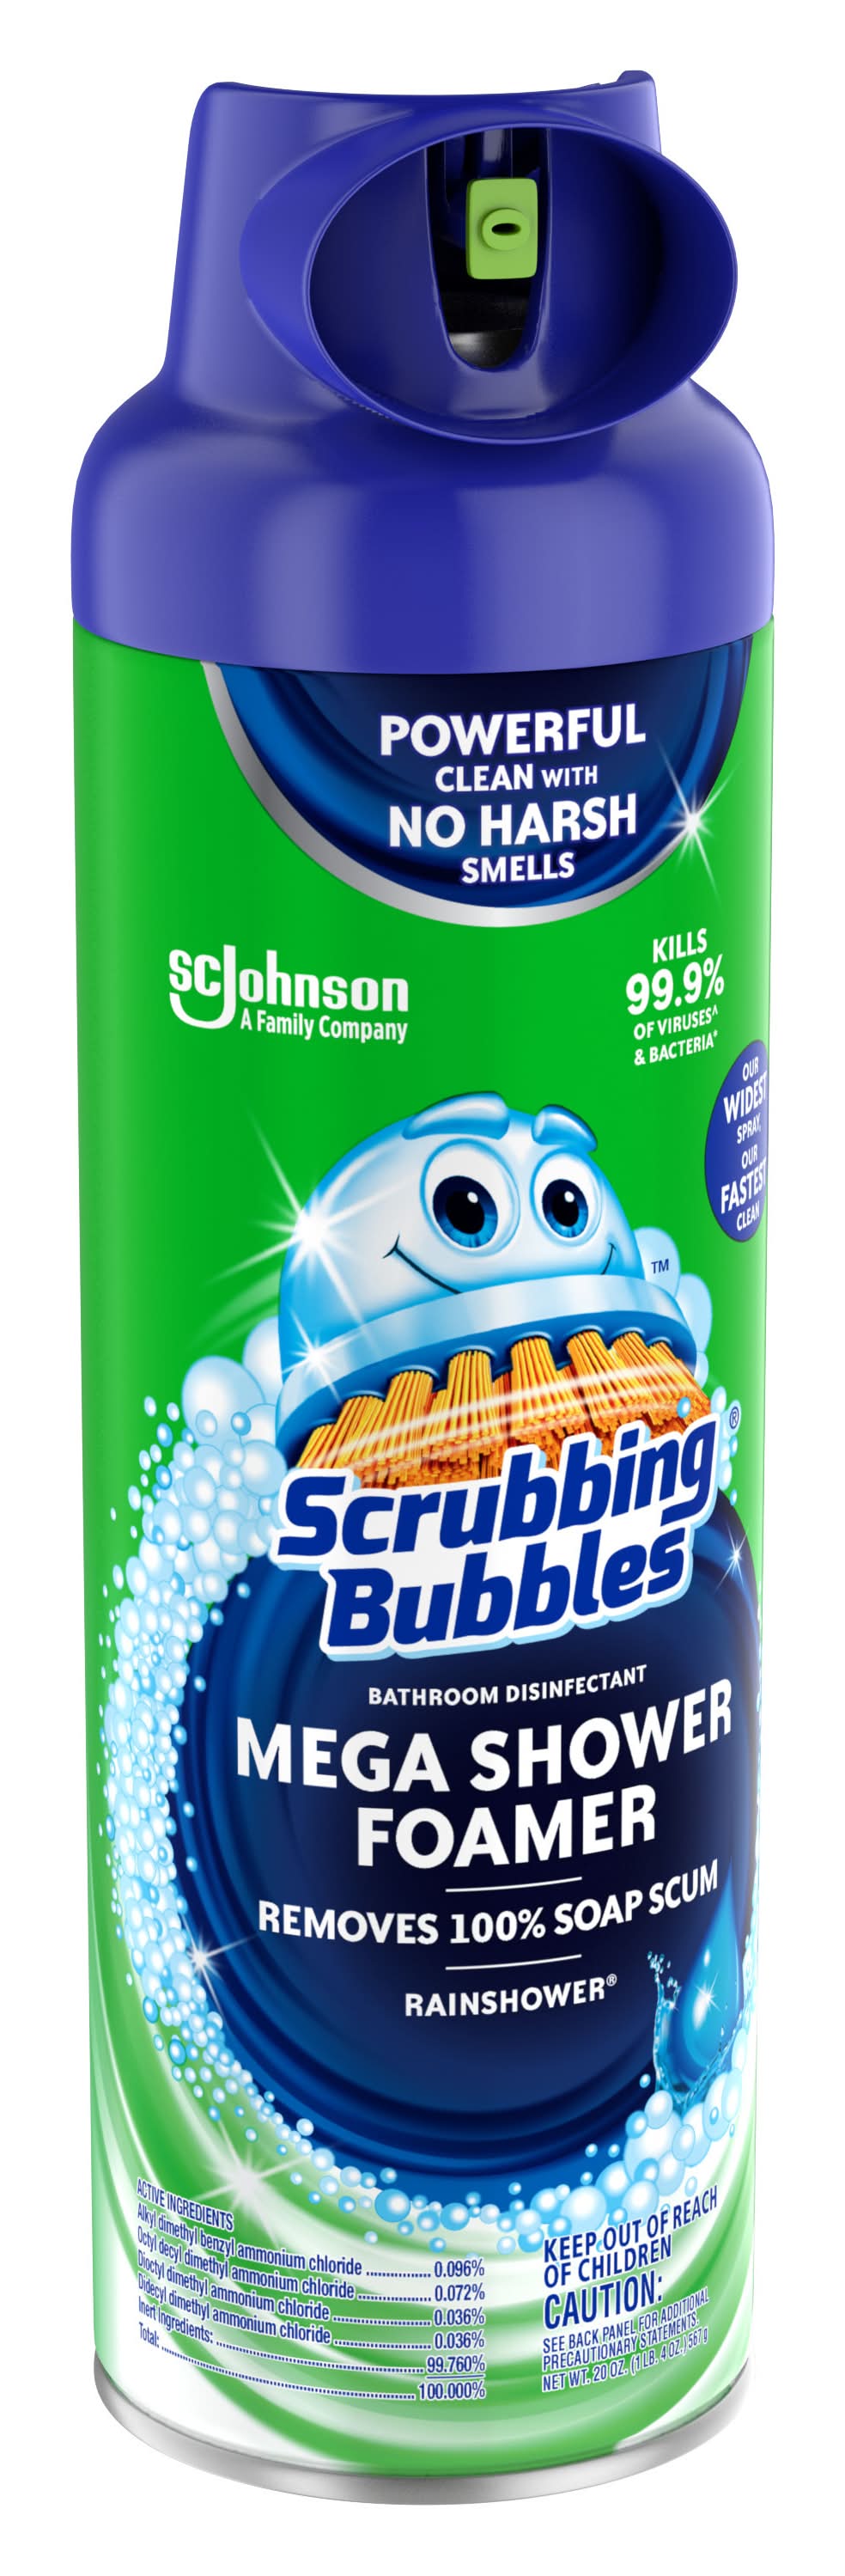 POWERFUL
CLEAN WITH
NO HARSH
SMELLS
SCJohnson
A Family Company
KILLS
99.9%
OF VIRUSES^
& BACTERIA*
OUR
WIDEST
SPRAY,
OUR
FASTEST
CLEAN
TM
Scrubbing®
Bubbles
BATHROOM DISINFECTANT
MEGA SHOWER
FOAMER
REMOVES 100% SOAP SCUM
RAINSHOWER®
ACTIVE INGREDIENTS
Alkyl dimethyl benzyl ammonium chloride .............. 0.096%
Octyl decyl dimethyl ammonium chloride .............. 0.072%
Dioctyl dimethyl ammonium chloride .............. 0.036%
Didecyl dimethyl ammonium chloride .............. 0.036%
Inert Ingredients: .............. 99.760%
Total: .............. 100.000%
KEEP OUT OF REACH
OF CHILDREN
CAUTION:
SEE BACK PANEL FOR ADDITIONAL
PRECAUTIONARY STATEMENTS.
NET WT. 20 OZ. (1 LB. 4 OZ.) 567g